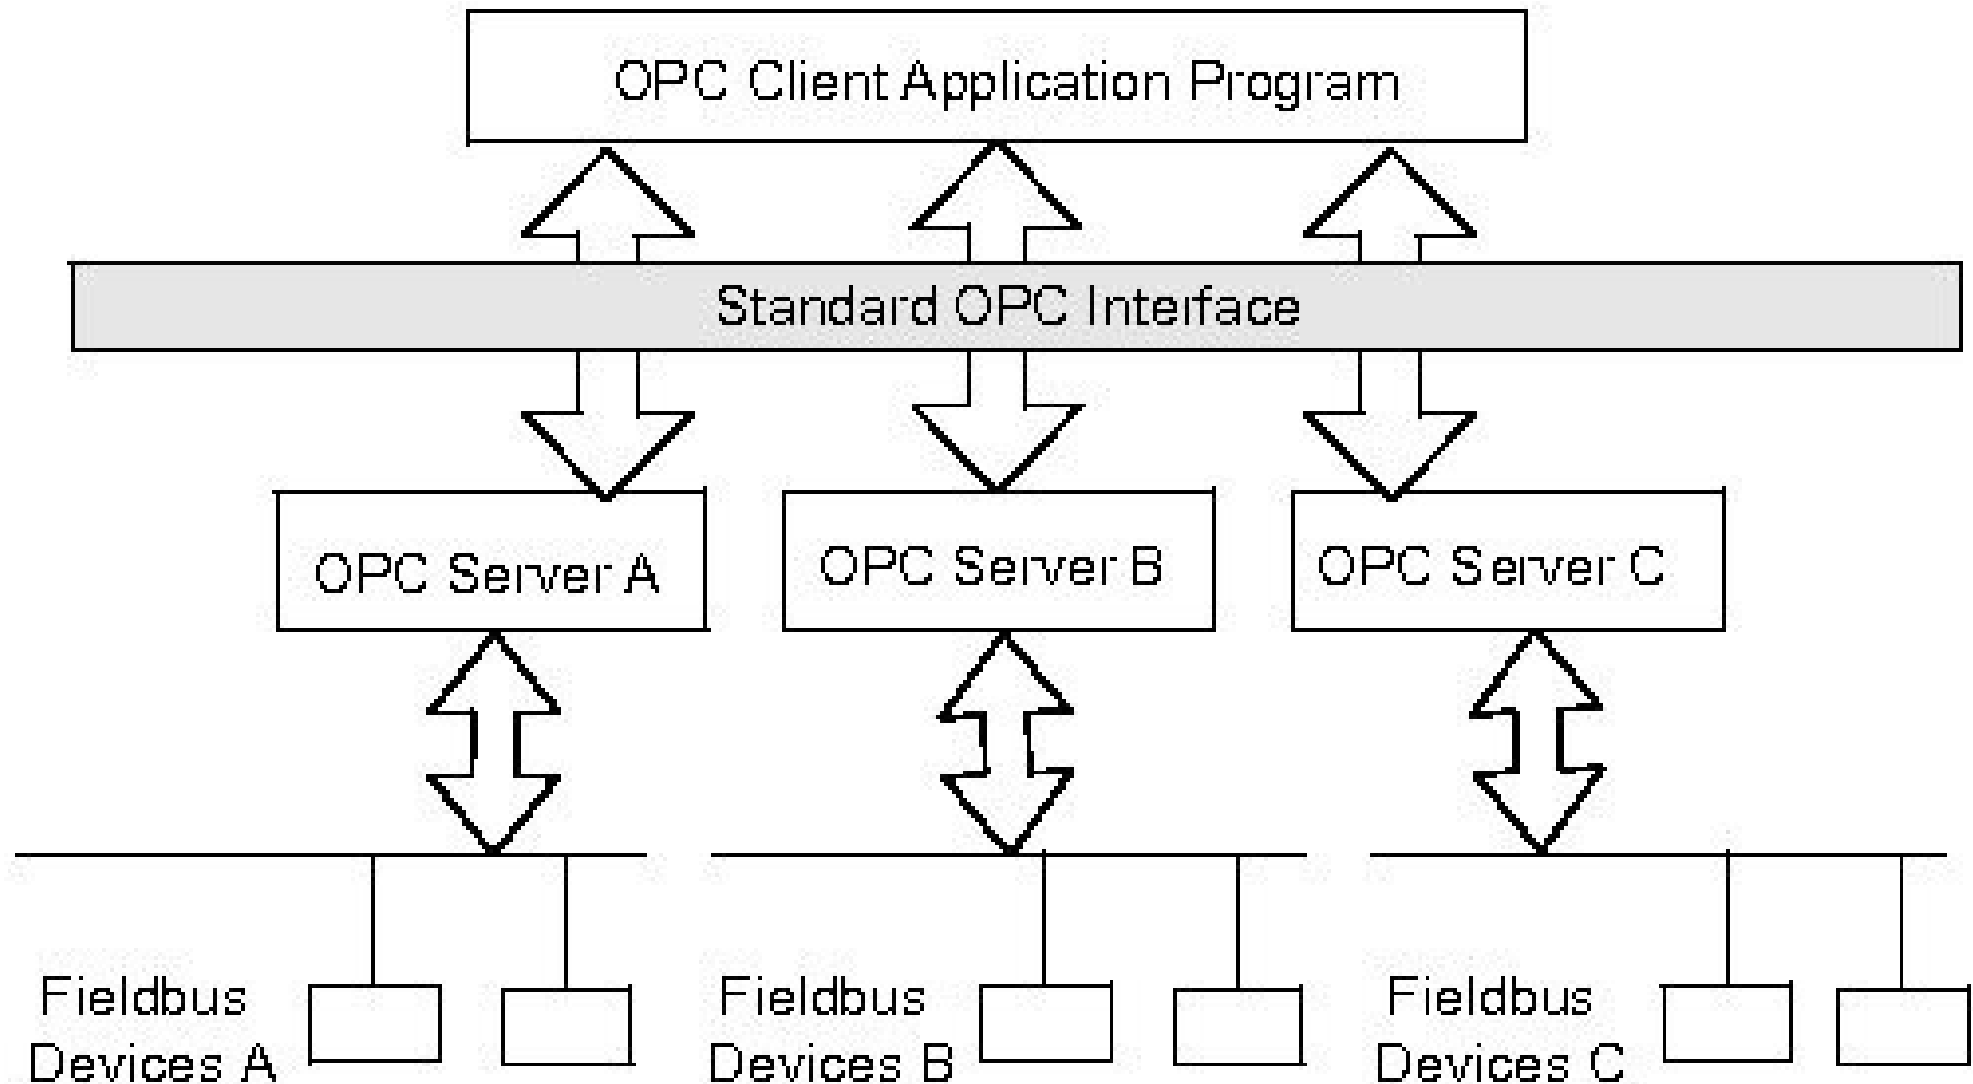 OPC Client Application Program
Standard OPC Interface
OPC Server A
OPC Server B
OPC Server C
Fieldbus
Devices A
Fieldbus
Devices B
Fieldbus
Devices C